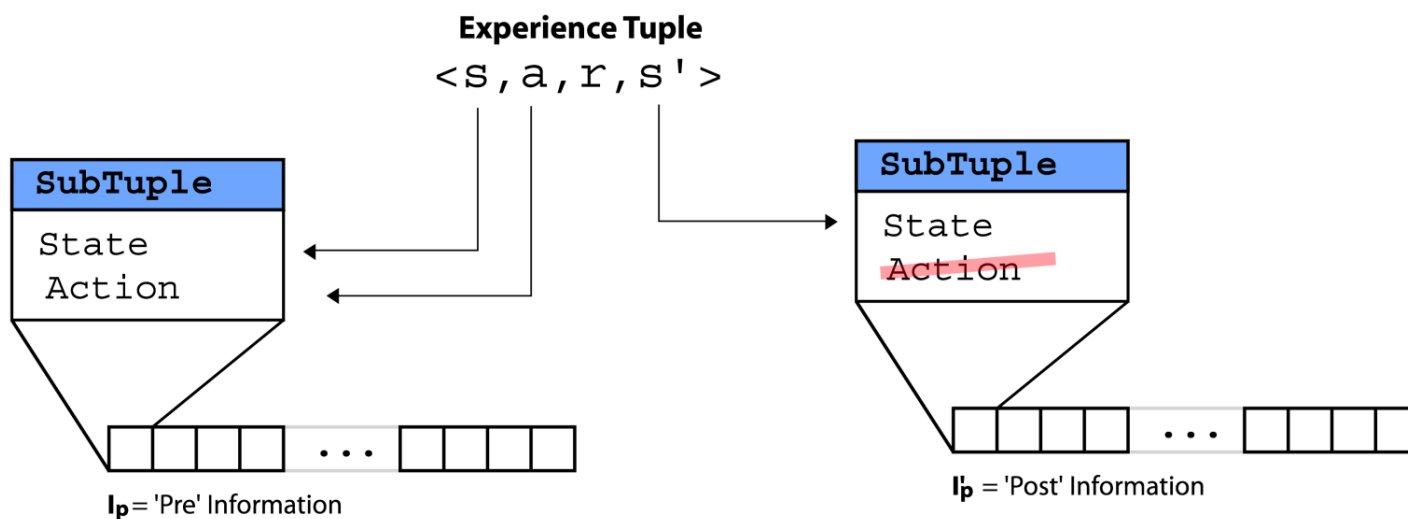 Experience Tuple
<s,a,r,s'>
SubTuple
State
Action
SubTuple
State
Action
...
...
Ip = 'Pre' Information
I'p = 'Post' Information